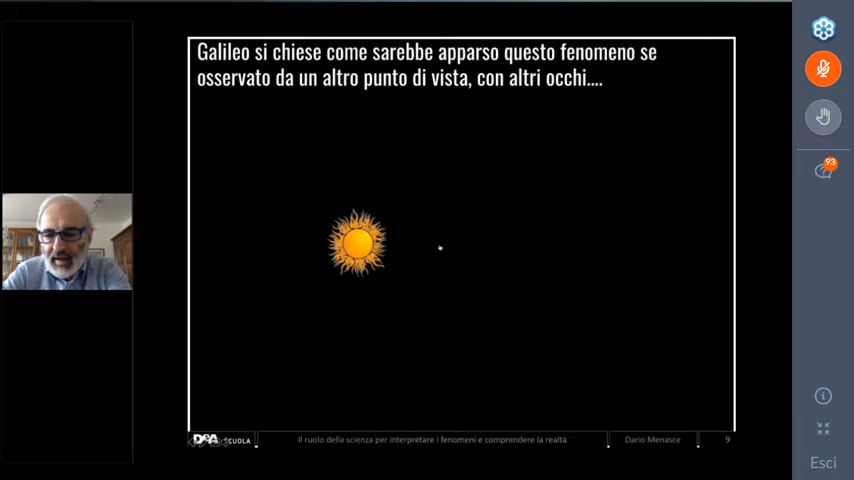 Galileo si chiese come sarebbe apparso questo fenomeno se
osservato da un altro punto di vista, con altri occhi....
93
DeA SCUOLA
Il ruolo della scienza per interpretare i fenomeni e comprendere la realtà
Dario Menasce
9
Esci